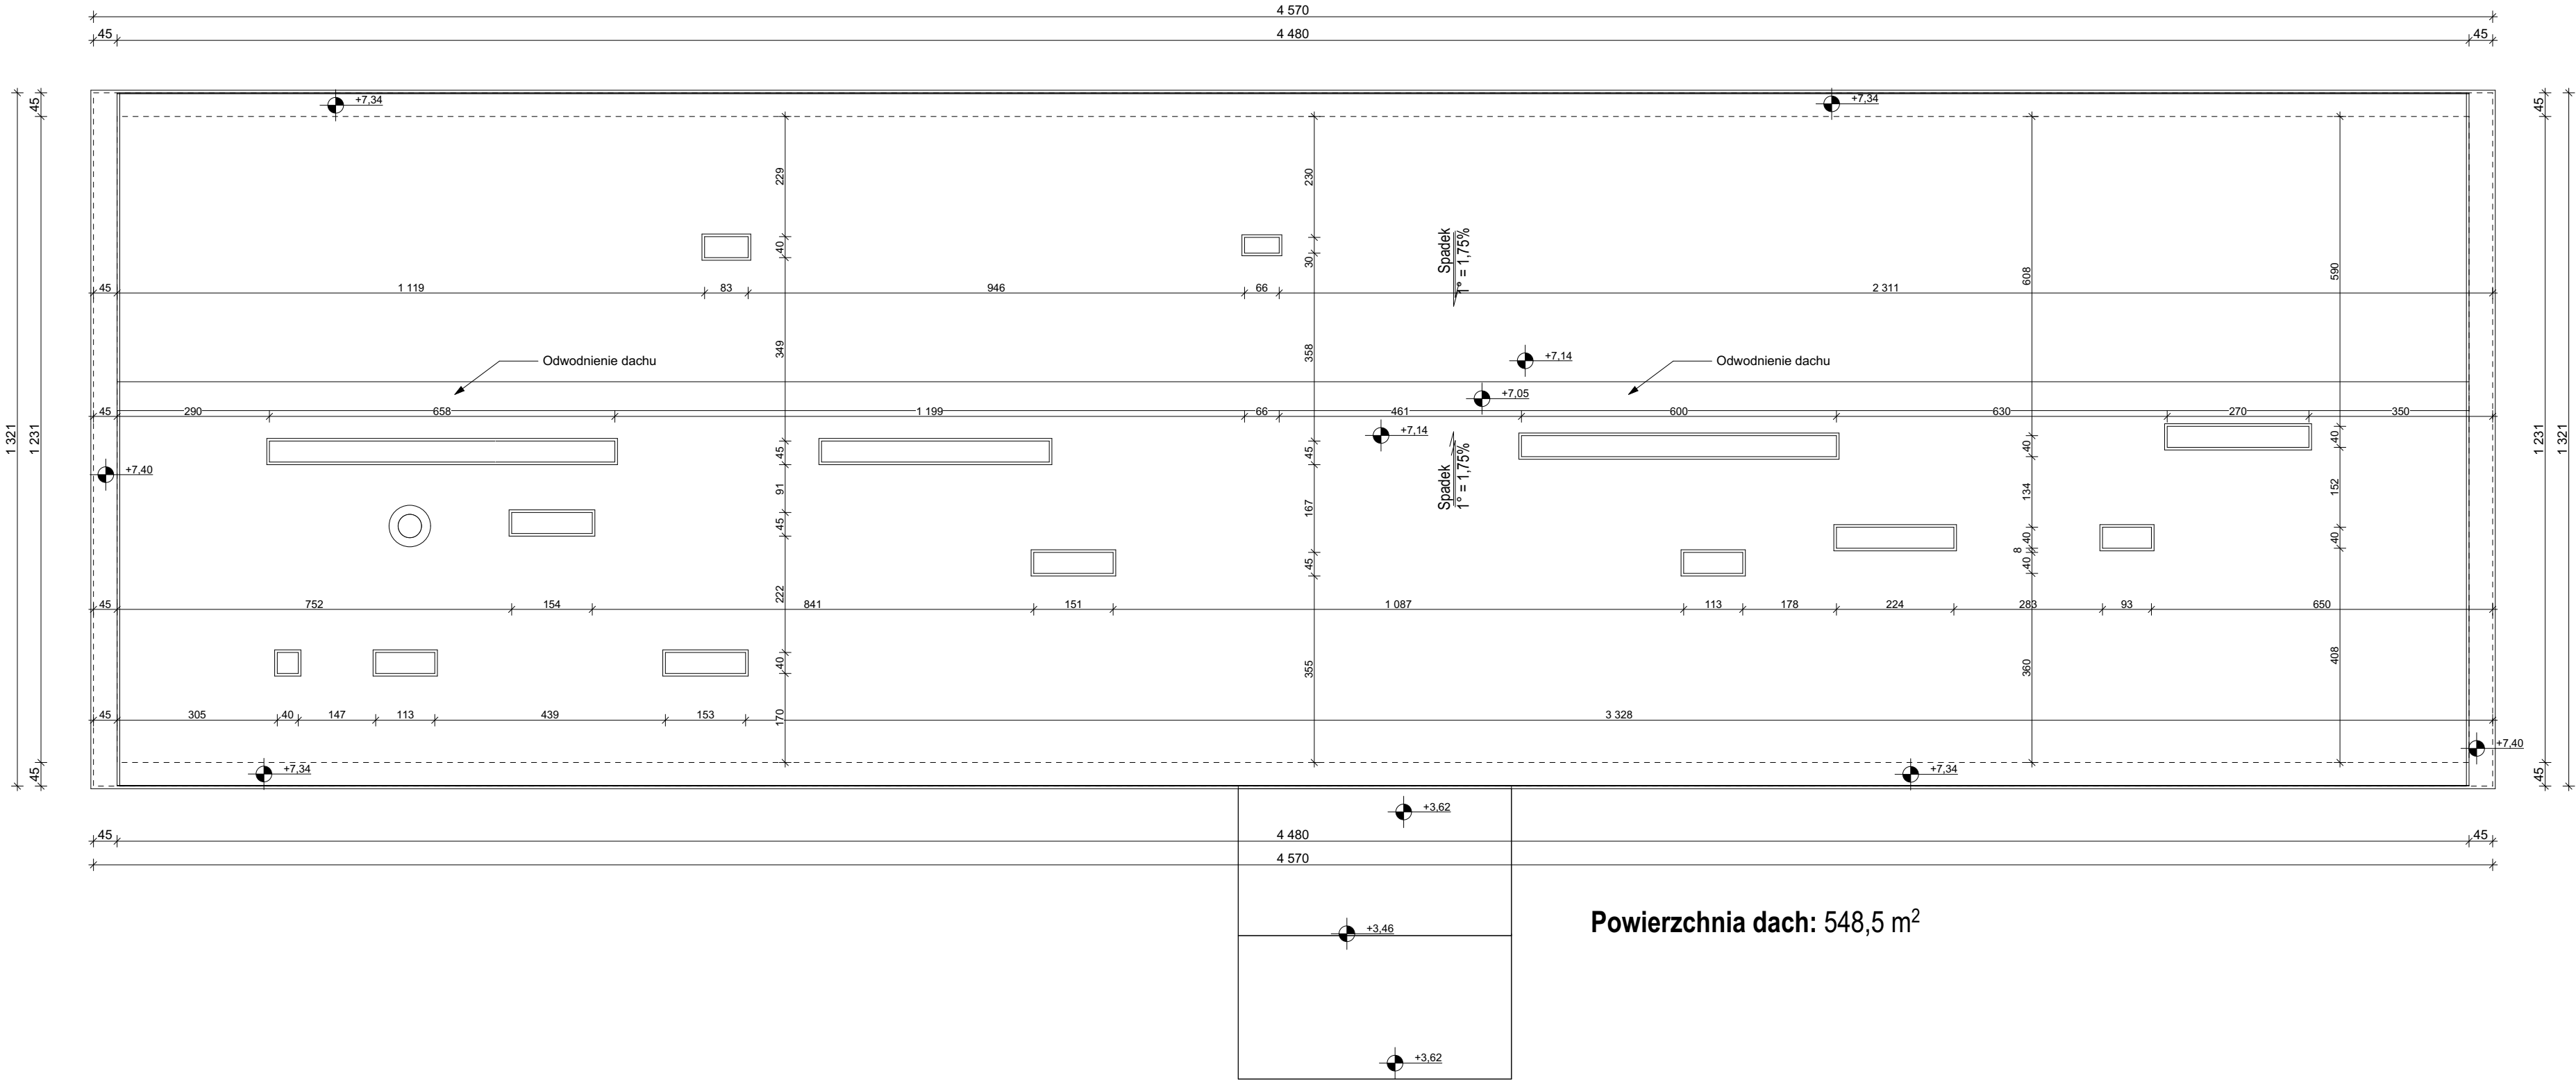 4 570
45 4 480 45
45 +7,34 +7,34 45
229 230
608 590
40 30
Spadek
1° = 1,75%
45 1 119 83 946 66 2 311
349 358
Odwodnienie dachu +7,14 Odwodnienie dachu
+7,05
45 290 658 1 199 66 461 600 630 270 350
1 321 1 231 1 231 1 321
+7,14
45 45 40 40
+7,40
Spadek
1° = 1,75%
91 167 134 152
45 45 40 8 40 40
222
45 752 154 841 151 1 087 113 178 224 283 93 650
40 355 360 408
45 305 40 147 113 439 153 170 3 328
+7,40
45 +7,34 +7,34 45
+3,62
45 4 480 45
4 570
Powierzchnia dach: 548,5 m²
+3,46
+3,62